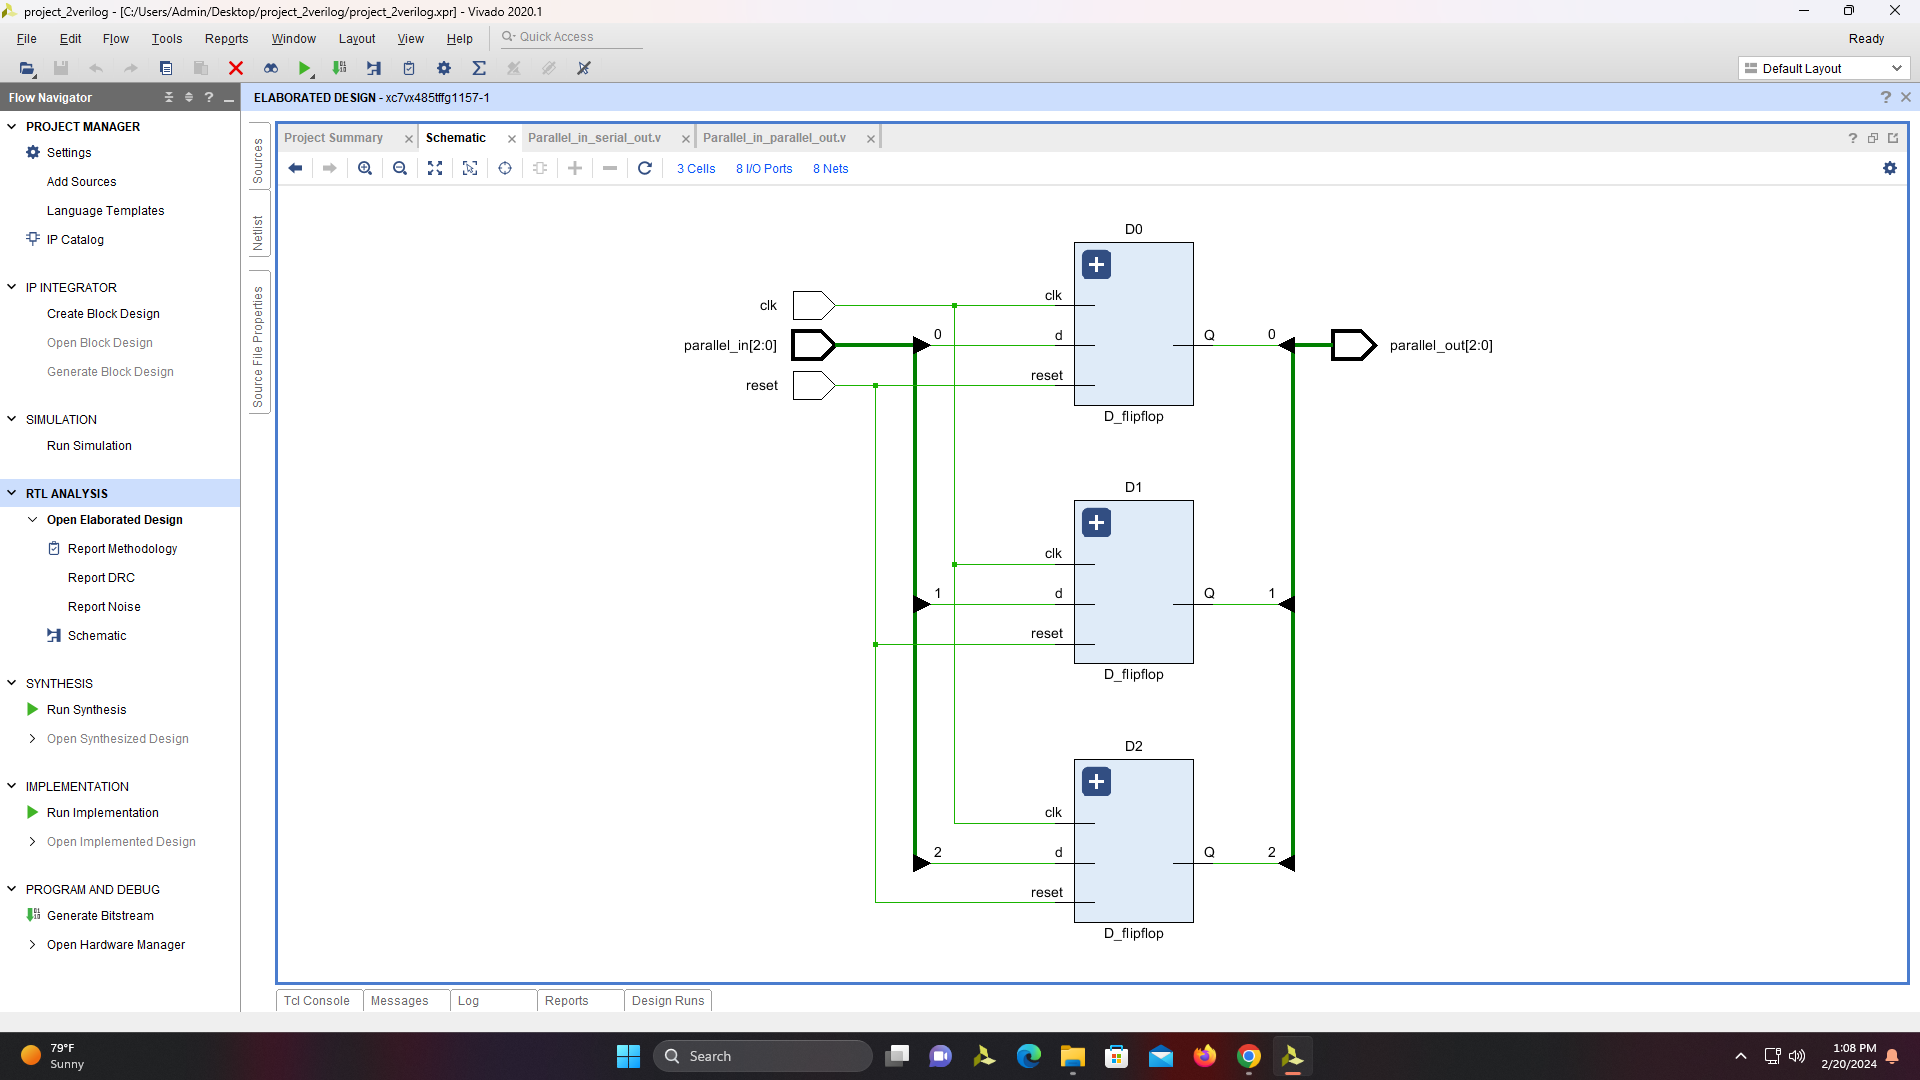 project_2verilog - [C:/Users/Admin/Desktop/project_2verilog/project_2verilog.xpr] - Vivado 2020.1
File Edit Flow Tools Reports Window Layout View Help Quick Access Ready
Default Layout
Flow Navigator
ELABORATED DESIGN - xc7vx485tffg1157-1
PROJECT MANAGER
Settings
Add Sources
Language Templates
IP Catalog
IP INTEGRATOR
Create Block Design
Open Block Design
Generate Block Design
SIMULATION
Run Simulation
RTL ANALYSIS
Open Elaborated Design
Report Methodology
Report DRC
Report Noise
Schematic
SYNTHESIS
Run Synthesis
Open Synthesized Design
IMPLEMENTATION
Run Implementation
Open Implemented Design
PROGRAM AND DEBUG
Generate Bitstream
Open Hardware Manager
Sources
Netlist
Source File Properties
Project Summary Schematic Parallel_in_serial_out.v Parallel_in_parallel_out.v
3 Cells 8 I/O Ports 8 Nets
D0
clk clk
parallel_in[2:0] 0 d Q 0 parallel_out[2:0]
reset reset
D_flipflop
D1
clk
1 d Q 1
reset
D_flipflop
D2
clk
2 d Q 2
reset
D_flipflop
Tcl Console Messages Log Reports Design Runs
79°F
Sunny
Search
1:08 PM
2/20/2024